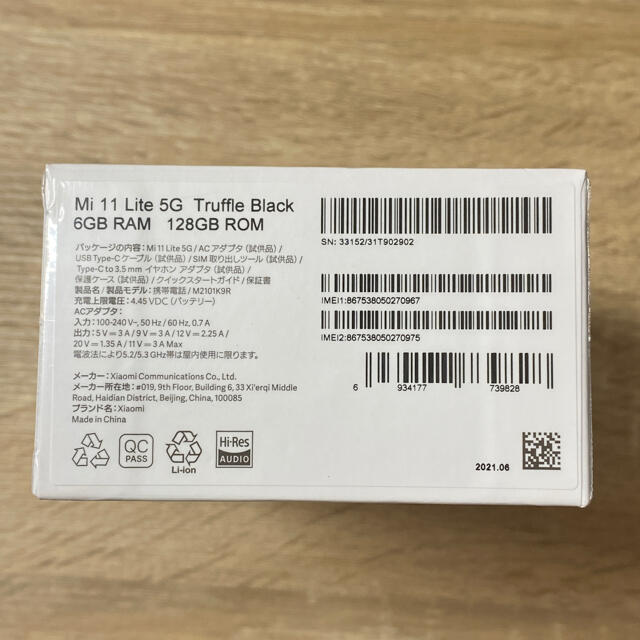 Mi 11 Lite 5G Truffle Black
6GB RAM 128GB ROM
パッケージの内容：Mi 11 Lite 5G / AC アダプタ（試供品）/
USB Type-C ケーブル（試供品）/ SIM 取り出しツール（試供品）/
Type-C to 3.5 mm イヤホン アダプタ（試供品）/
保護ケース（試供品）/ クイックスタートガイド / 保証書
製品名 / 製品モデル：携帯電話 / M2101K9R
充電上限電圧：4.45 VDC（バッテリー）
ACアダプタ：
入力：100-240 V~, 50 Hz / 60 Hz, 0.7 A
出力：5 V = 3 A / 9 V = 3 A / 12 V = 2.25 A /
20 V = 1.35 A / 11 V = 3 A Max
電波法により5.2/5.3 GHz帯は屋内使用に限ります。
メーカー：Xiaomi Communications Co., Ltd.
メーカー所在地：#019, 9th Floor, Building 6, 33 Xi'erqi Middle
Road, Haidian District, Beijing, China, 100085
ブランド名：Xiaomi
Made in China
QC
PASS
Li-ion
Hi-Res
AUDIO
SN: 33152/31T902902
IMEI1:867538050270967
IMEI2:867538050270975
6 934177 739828
2021.06